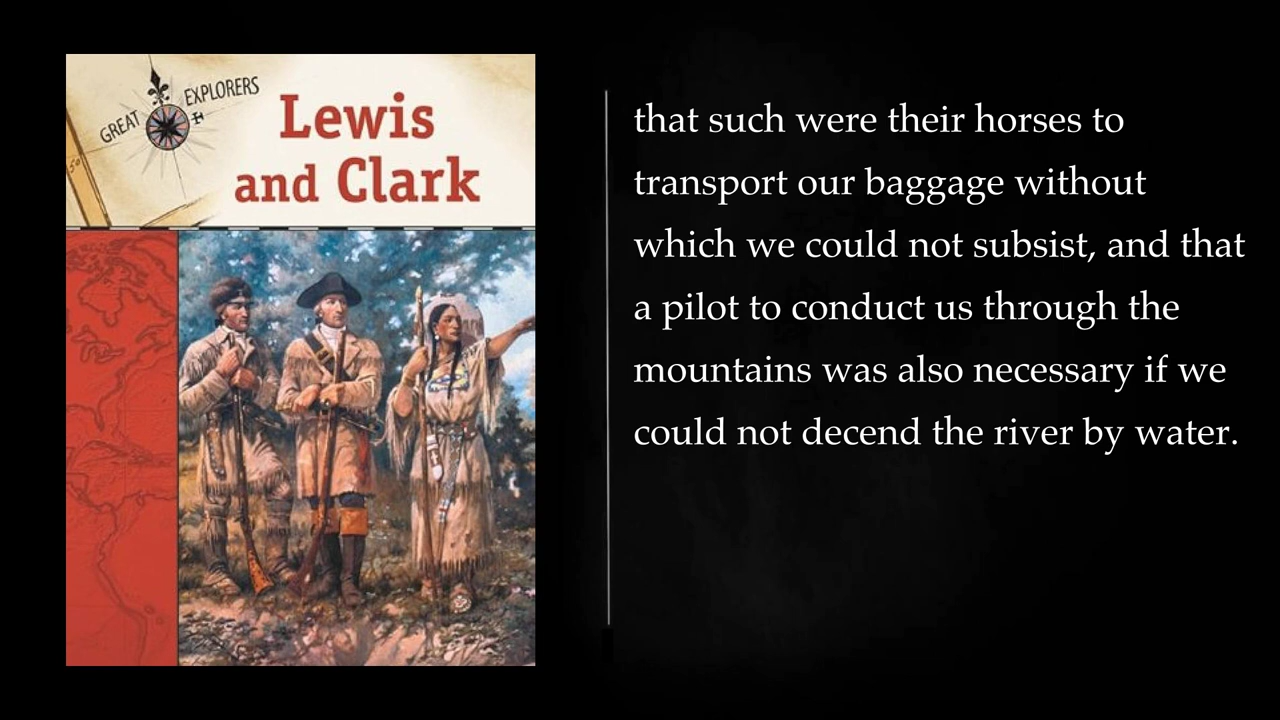 GREAT EXPLORERS
Lewis
and Clark
that such were their horses to
transport our baggage without
which we could not subsist, and that
a pilot to conduct us through the
mountains was also necessary if we
could not decend the river by water.